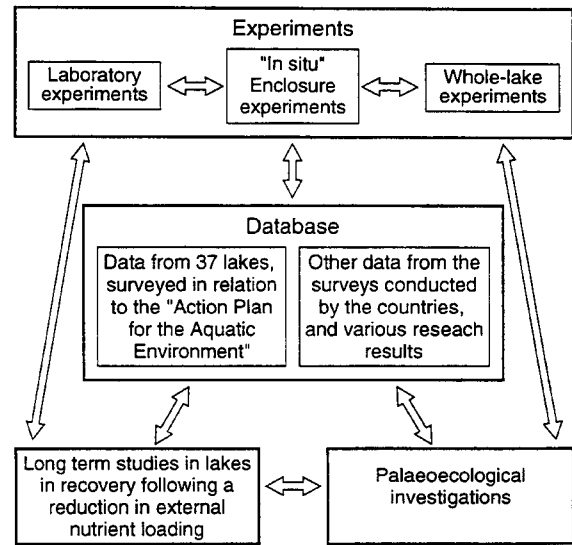 Experiments
Laboratory
experiments
"In situ"
Enclosure
experiments
Whole-lake
experiments
Database
Data from 37 lakes,
surveyed in relation
to the "Action Plan
for the Aquatic
Environment"
Other data from the
surveys conducted
by the countries,
and various reseach
results
Long term studies in lakes
in recovery following a
reduction in external
nutrient loading
Palaeoecological
investigations